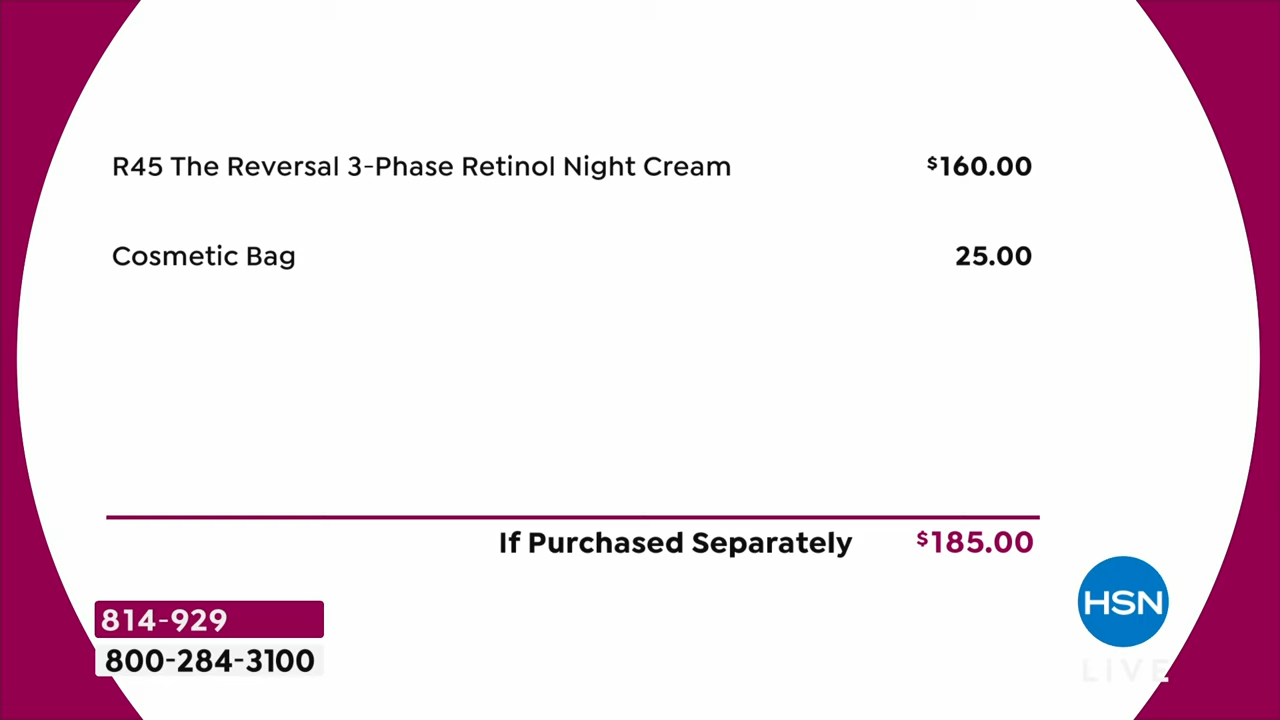 R45 The Reversal 3-Phase Retinol Night Cream $160.00
Cosmetic Bag 25.00
If Purchased Separately $185.00
814-929
800-284-3100
HSN
LIVE